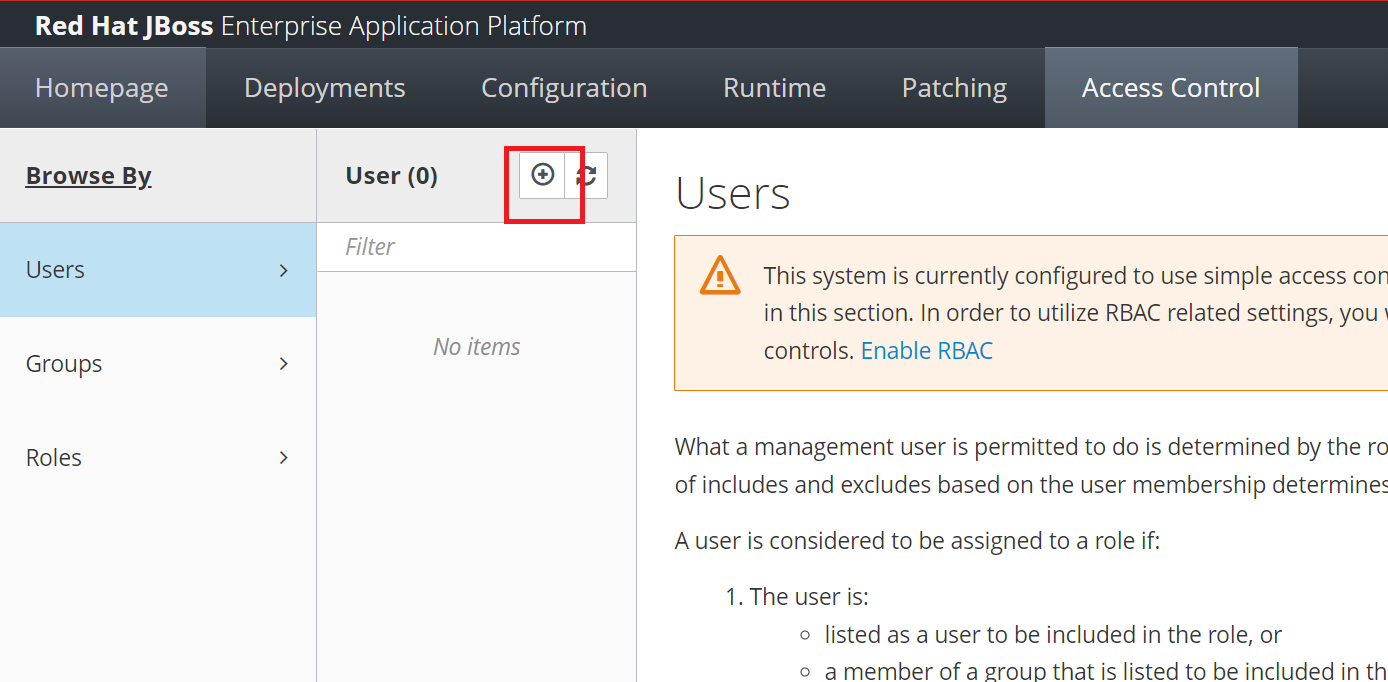 Red Hat JBoss Enterprise Application Platform
Homepage Deployments Configuration Runtime Patching Access Control
Browse By
Users
Groups
Roles
User (0)
Filter
No items
Users
This system is currently configured to use simple access con
in this section. In order to utilize RBAC related settings, you
controls. Enable RBAC
What a management user is permitted to do is determined by the ro
of includes and excludes based on the user membership determines
A user is considered to be assigned to a role if:
1. The user is:
listed as a user to be included in the role, or
a member of a group that is listed to be included in th